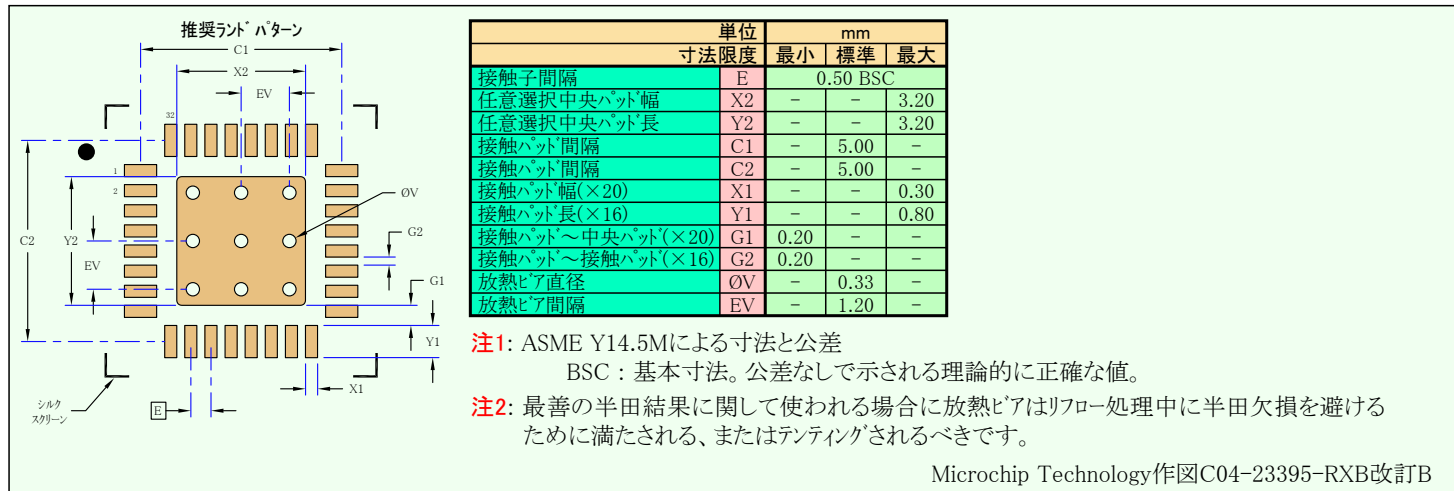 推奨ランドパターン
C1
X2
EV
32
1
2
ØV
C2
Y2
G2
EV
G1
Y1
X1
E
シルク
スクリーン
単位 mm
寸法限度 最小 標準 最大
接触子間隔 E 0.50 BSC
任意選択中央パッド幅 X2 - - 3.20
任意選択中央パッド長 Y2 - - 3.20
接触パッド間隔 C1 - 5.00 -
接触パッド間隔 C2 - 5.00 -
接触パッド幅(×20) X1 - - 0.30
接触パッド長(×16) Y1 - - 0.80
接触パッド～中央パッド(×20) G1 0.20 - -
接触パッド～接触パッド(×16) G2 0.20 - -
放熱ビア直径 ØV - 0.33 -
放熱ビア間隔 EV - 1.20 -
注1: ASME Y14.5Mによる寸法と公差
BSC : 基本寸法。公差なしで示される理論的に正確な値。
注2: 最善の半田結果に関して使われる場合に放熱ビアはリフロー処理中に半田欠損を避ける
ために満たされる、またはテンティングされるべきです。
Microchip Technology作図C04-23395-RXB改訂B